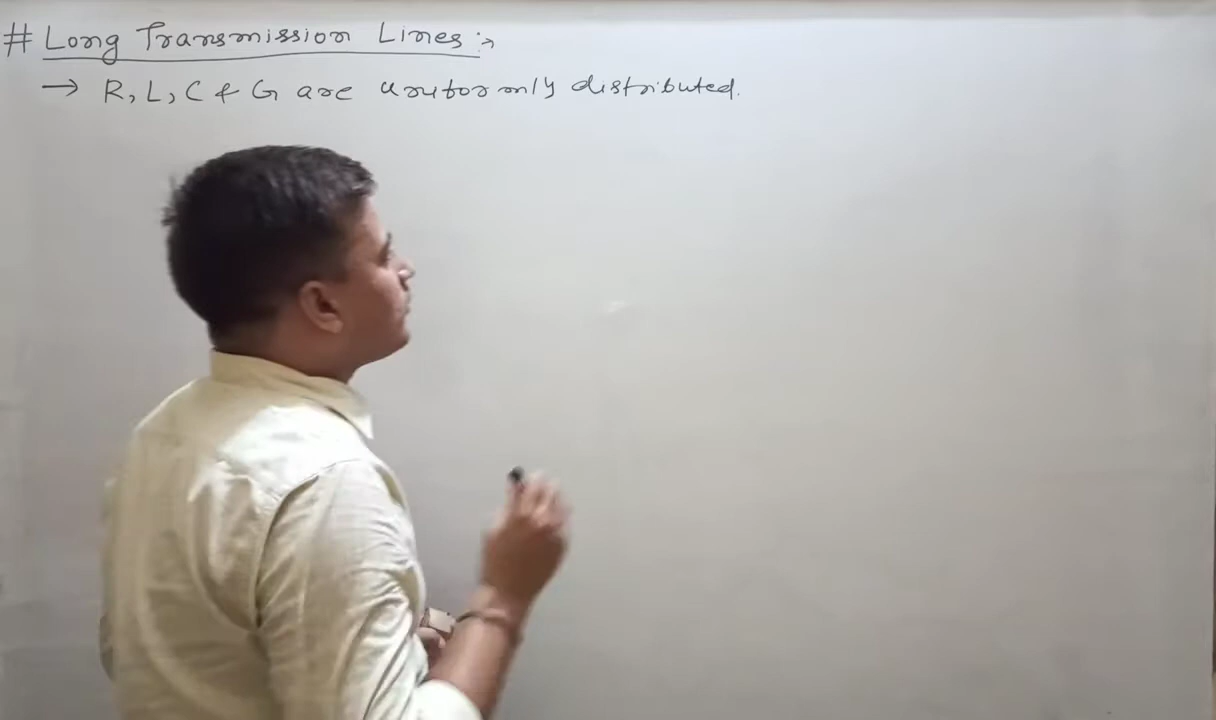 # Long Transmission Lines :→
→ R, L, C & G are uniformly distributed.